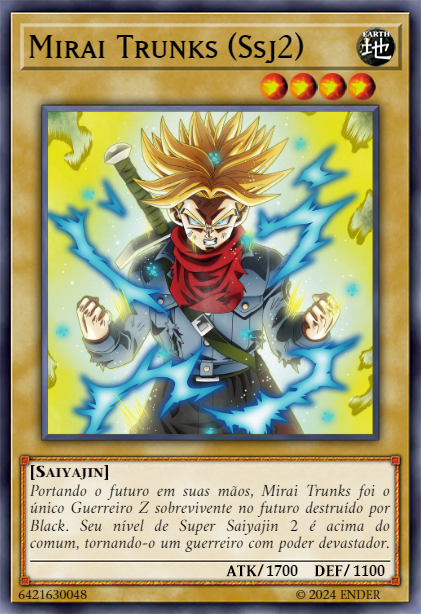 Mirai Trunks (Ssj2)
EARTH
地
[Saiyajin]
Portando o futuro em suas mãos, Mirai Trunks foi o
único Guerreiro Z sobrevivente no futuro destruído por
Black. Seu nível de Super Saiyajin 2 é acima do
comum, tornando-o um guerreiro com poder devastador.
ATK/1700 DEF/1100
6421630048
© 2024 ENDER